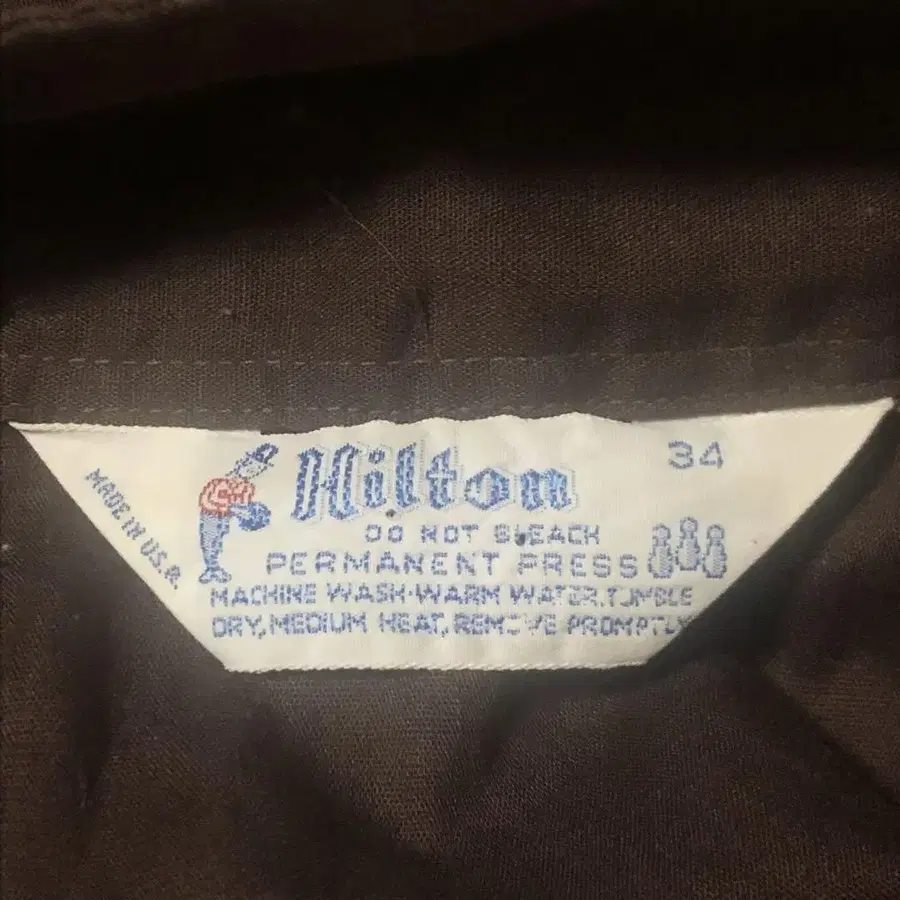 Hilton
34
MADE IN U.S.A.
DO NOT BLEACH
PERMANENT PRESS
MACHINE WASH·WARM WATER. TUMBLE
DRY, MEDIUM HEAT, REMOVE PROMPTLY